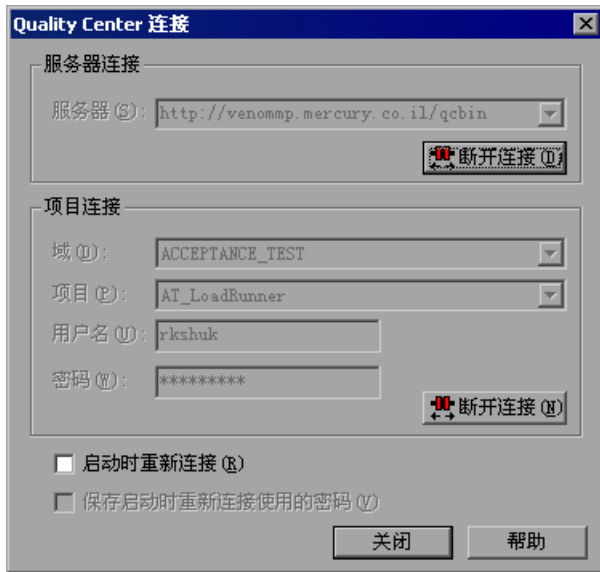 Quality Center 连接
服务器连接
服务器(S): http://venommp.mercury.co.il/qcbin
断开连接(D)
项目连接
域(D): ACCEPTANCE_TEST
项目(P): AT_LoadRunner
用户名(U): rkshuk
密码(W): *********
断开连接(N)
启动时重新连接(R)
保存启动时重新连接使用的密码(V)
关闭 帮助